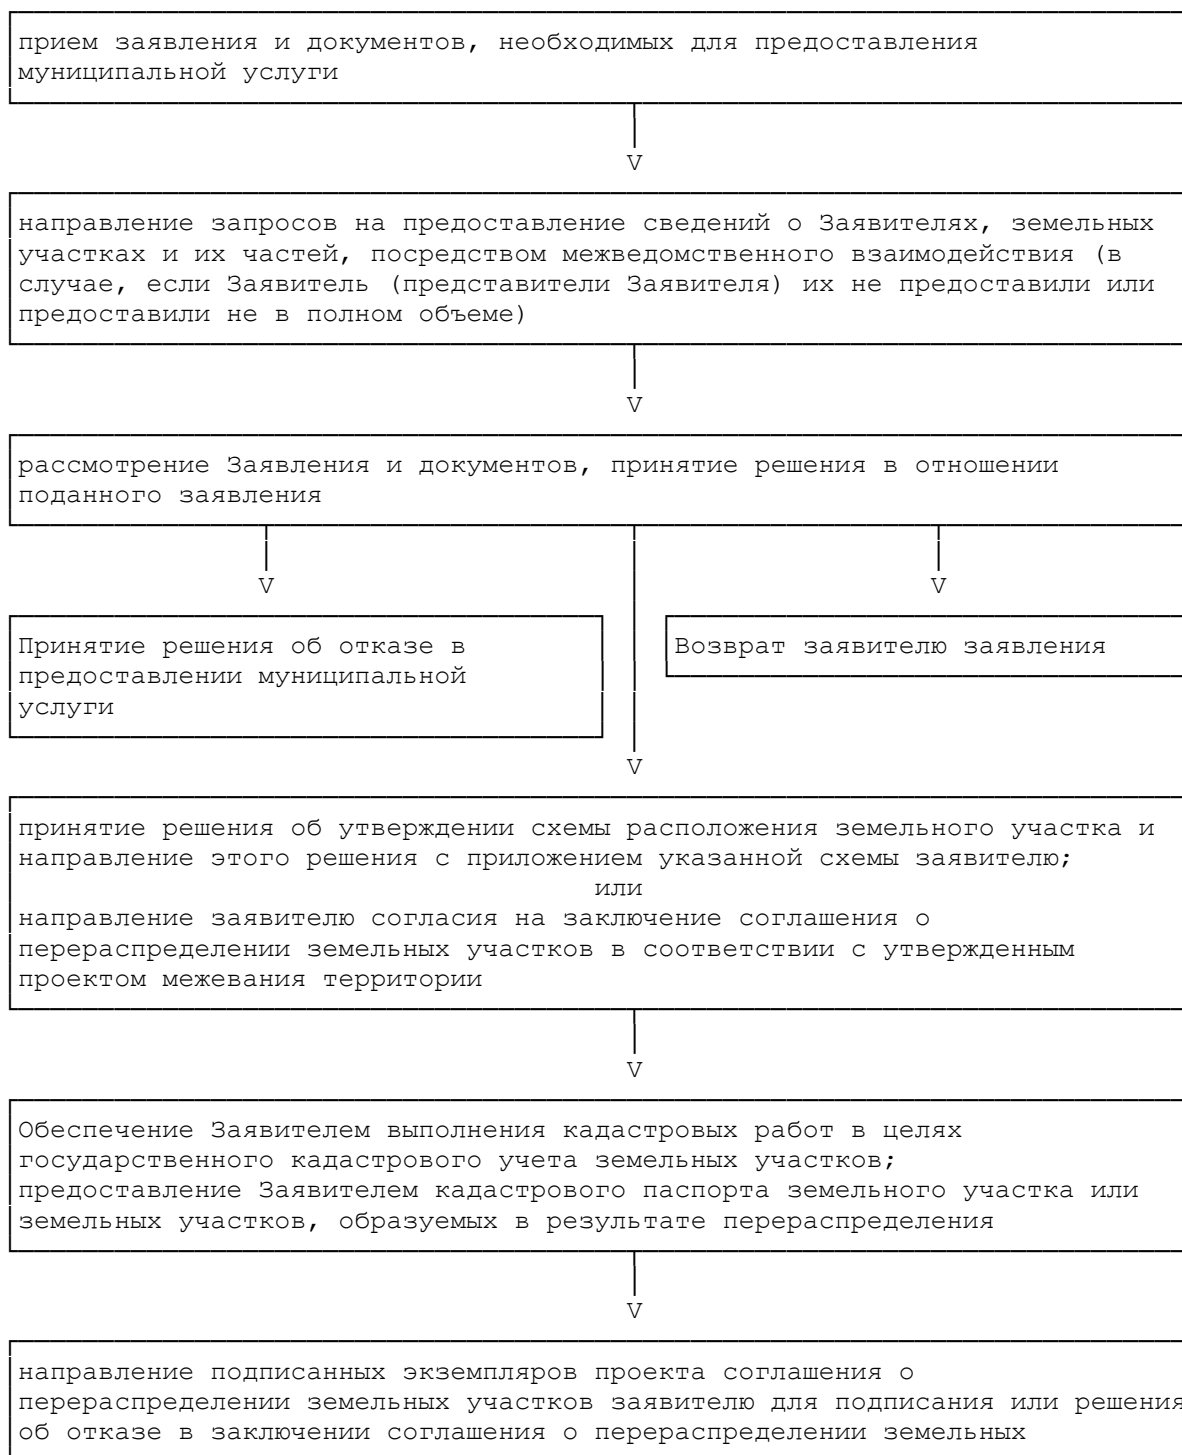 прием заявления и документов, необходимых для предоставления
муниципальной услуги
V
направление запросов на предоставление сведений о Заявителях, земельных
участках и их частей, посредством межведомственного взаимодействия (в
случае, если Заявитель (представители Заявителя) их не предоставили или
предоставили не в полном объеме)
V
рассмотрение Заявления и документов, принятие решения в отношении
поданного заявления
V
V
Принятие решения об отказе в
предоставлении муниципальной
услуги
Возврат заявителю заявления
V
принятие решения об утверждении схемы расположения земельного участка и
направление этого решения с приложением указанной схемы заявителю;
или
направление заявителю согласия на заключение соглашения о
перераспределении земельных участков в соответствии с утвержденным
проектом межевания территории
V
Обеспечение Заявителем выполнения кадастровых работ в целях
государственного кадастрового учета земельных участков;
предоставление Заявителем кадастрового паспорта земельного участка или
земельных участков, образуемых в результате перераспределения
V
направление подписанных экземпляров проекта соглашения о
перераспределении земельных участков заявителю для подписания или решения
об отказе в заключении соглашения о перераспределении земельных